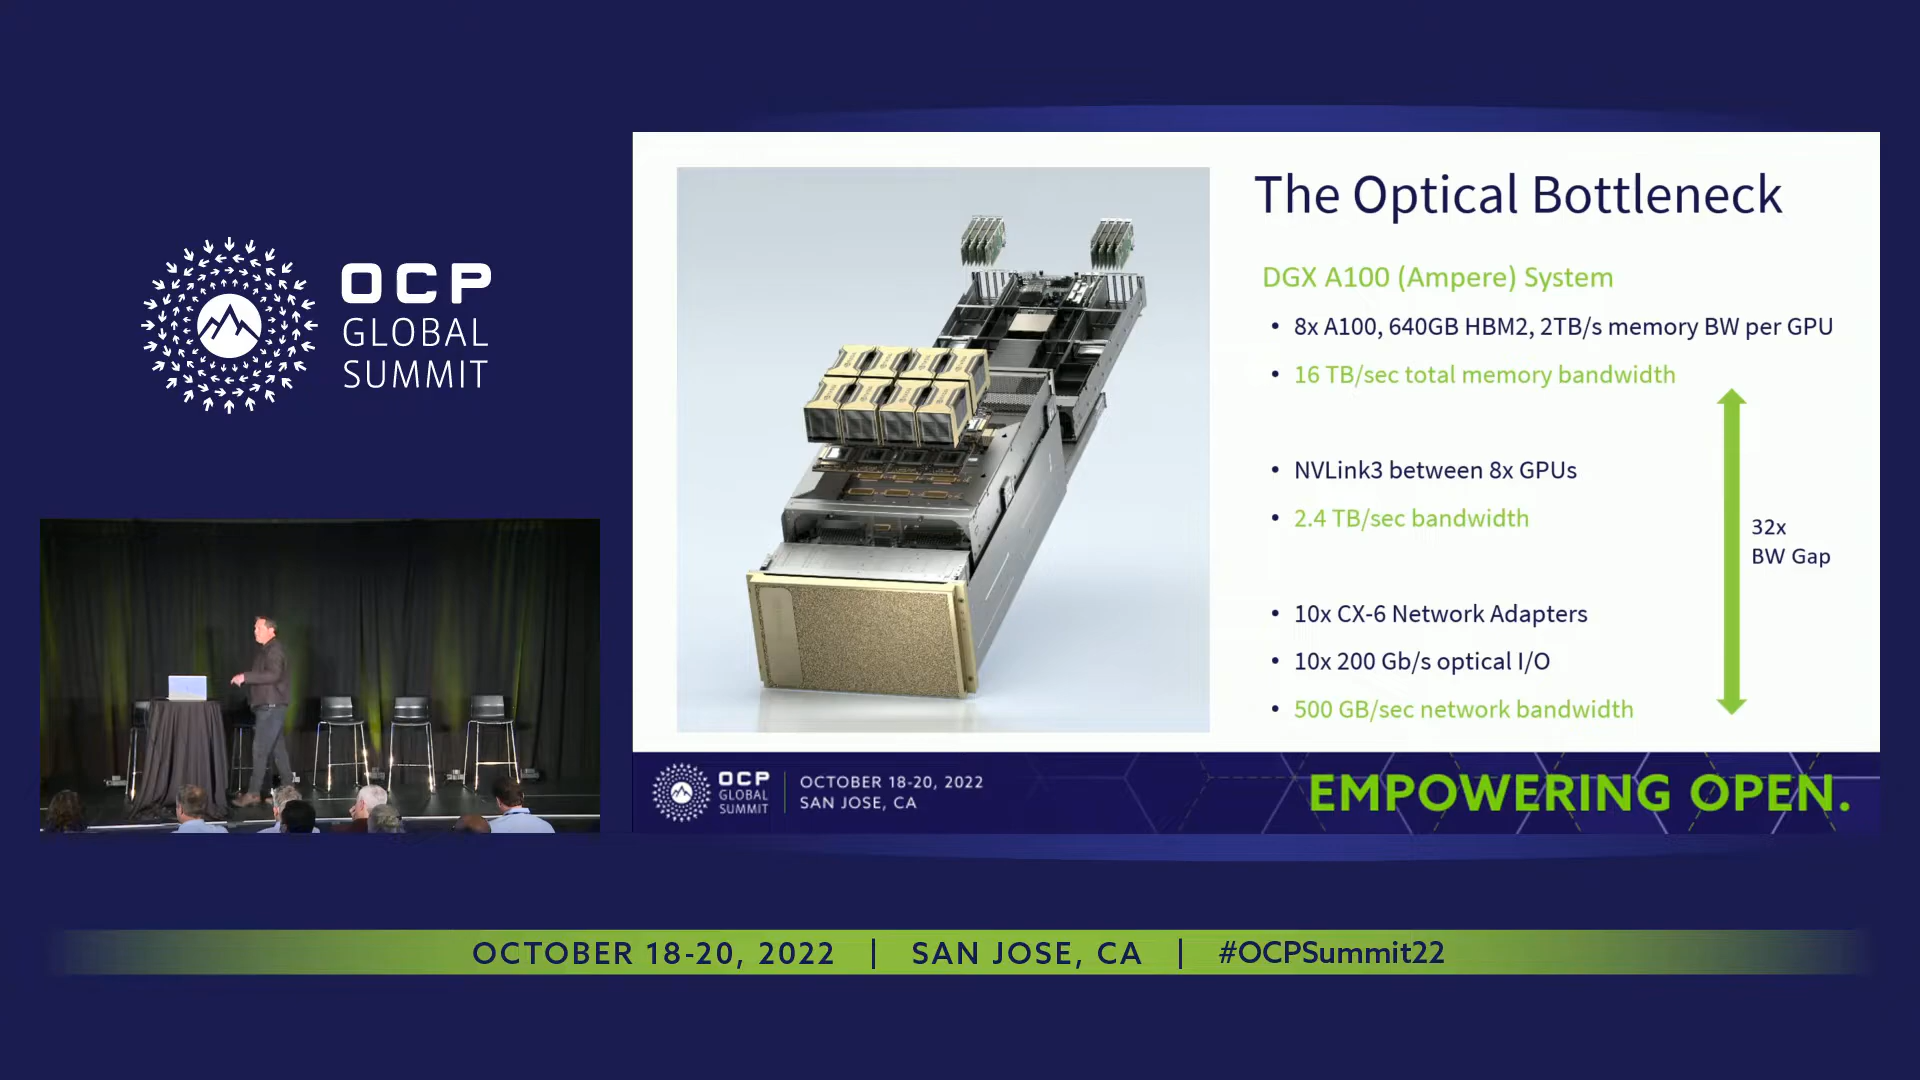 OCP
GLOBAL
SUMMIT
The Optical Bottleneck
DGX A100 (Ampere) System
• 8x A100, 640GB HBM2, 2TB/s memory BW per GPU
• 16 TB/sec total memory bandwidth
• NVLink3 between 8x GPUs
• 2.4 TB/sec bandwidth
32x
BW Gap
• 10x CX-6 Network Adapters
• 10x 200 Gb/s optical I/O
• 500 GB/sec network bandwidth
OCP
GLOBAL
SUMMIT
OCTOBER 18-20, 2022
SAN JOSE, CA
EMPOWERING OPEN.
OCTOBER 18-20, 2022 | SAN JOSE, CA | #OCPSummit22